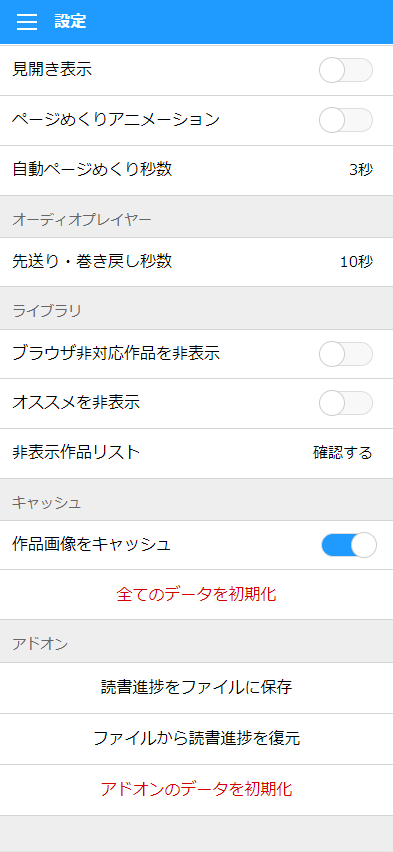 設定
見開き表示
ページめくりアニメーション
自動ページめくり秒数 3秒
オーディオプレイヤー
先送り・巻き戻し秒数 10秒
ライブラリ
ブラウザ非対応作品を非表示
オススメを非表示
非表示作品リスト 確認する
キャッシュ
作品画像をキャッシュ
全てのデータを初期化
アドオン
読書進捗をファイルに保存
ファイルから読書進捗を復元
アドオンのデータを初期化